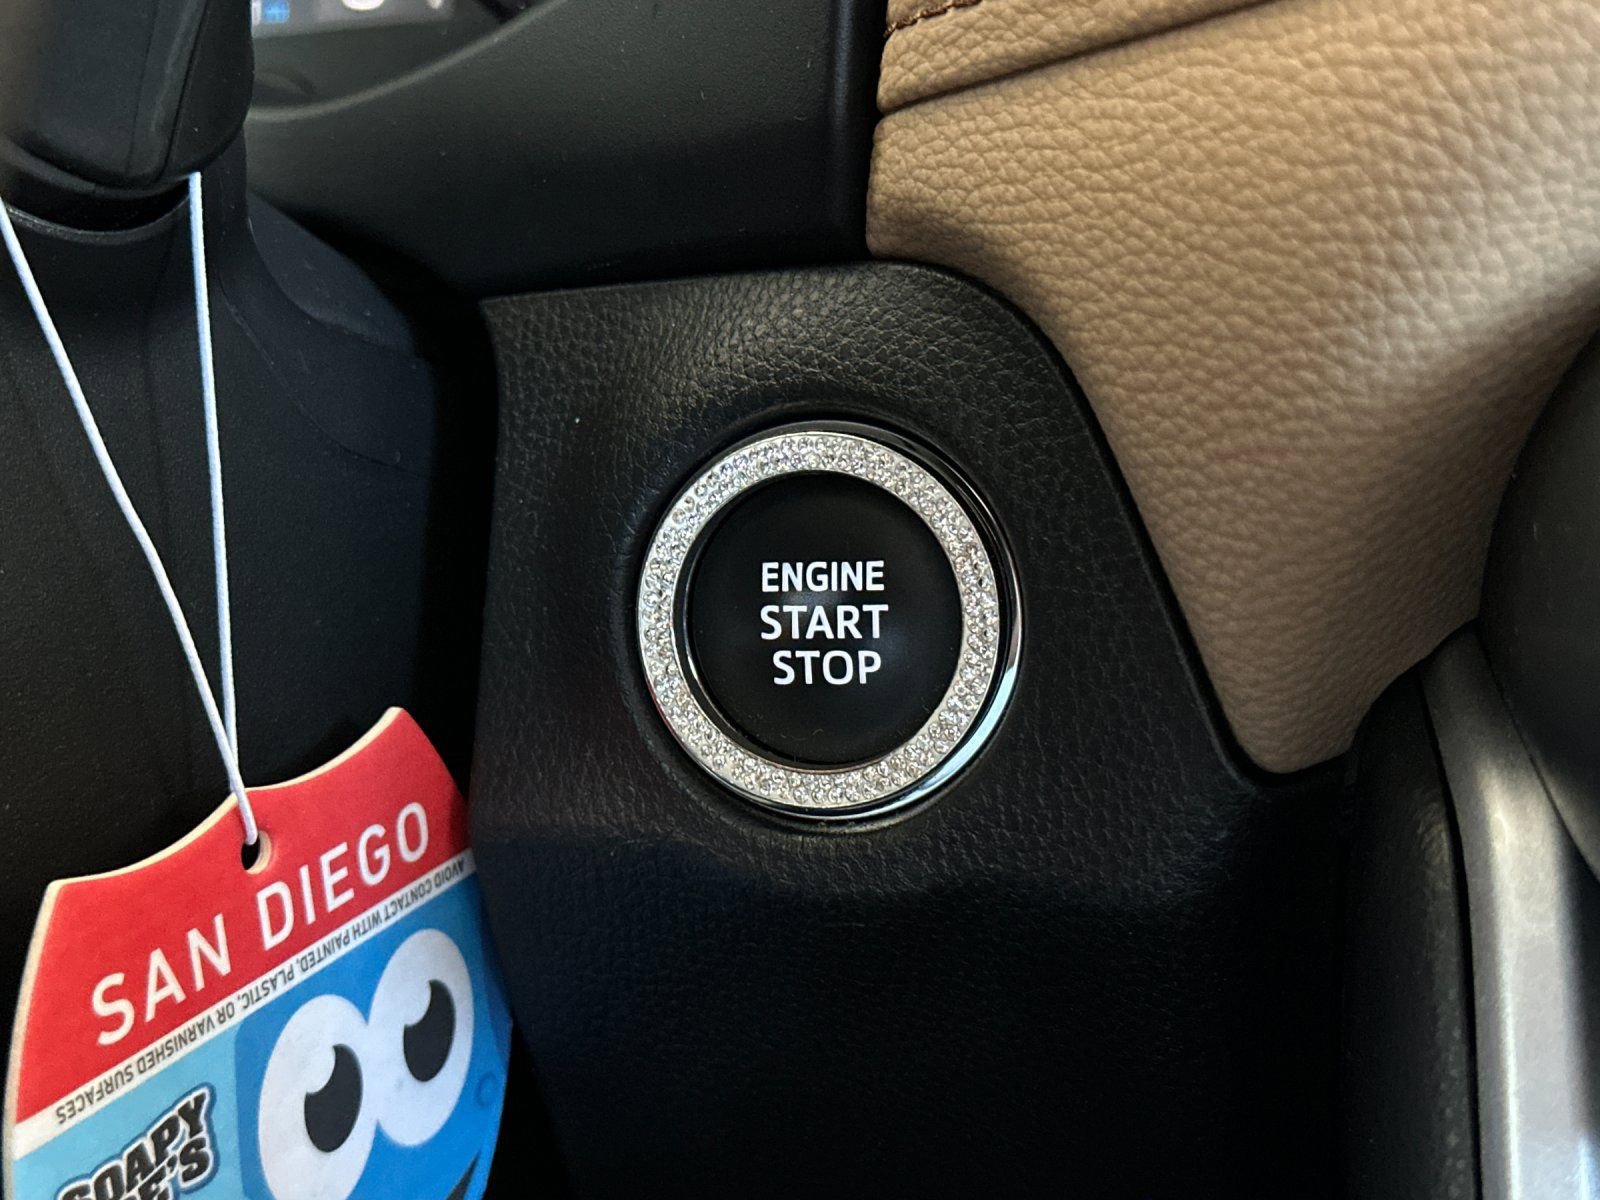 ENGINE
START
STOP
SAN DIEGO
AVOID CONTACT WITH PAINTED, PLASTIC, OR VARNISHED SURFACES
SOAPY